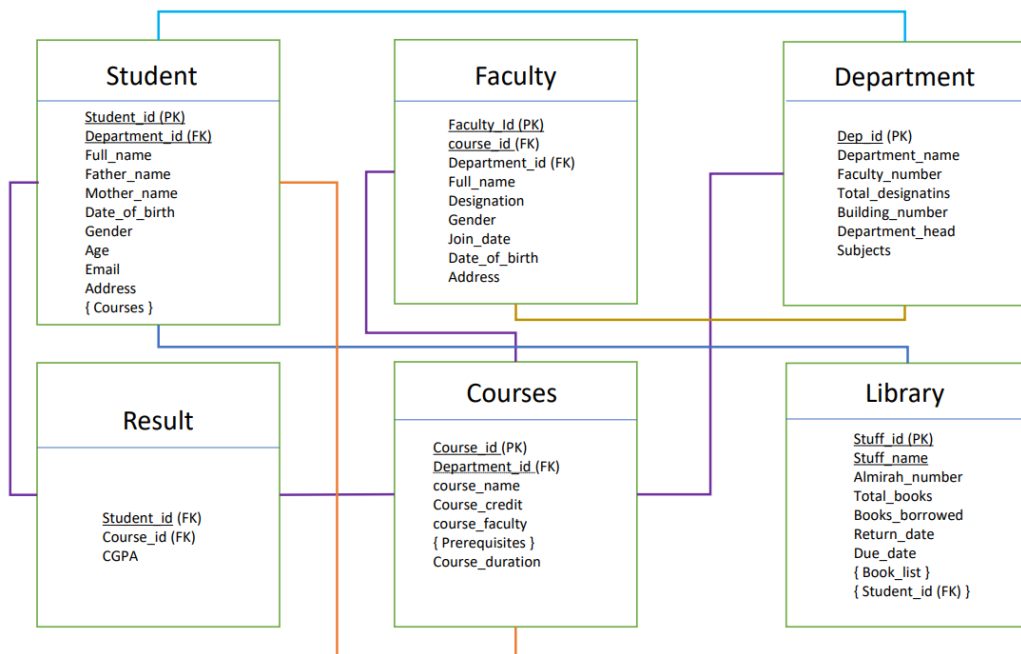 Student
Student_id (PK)
Department_id (FK)
Full_name
Father_name
Mother_name
Date_of_birth
Gender
Age
Email
Address
{ Courses }
Faculty
Faculty_Id (PK)
course_id (FK)
Department_id (FK)
Full_name
Designation
Gender
Join_date
Date_of_birth
Address
Department
Dep_id (PK)
Department_name
Faculty_number
Total_designatins
Building_number
Department_head
Subjects
Result
Student_id (FK)
Course_id (FK)
CGPA
Courses
Course_id (PK)
Department_id (FK)
course_name
Course_credit
course_faculty
{ Prerequisites }
Course_duration
Library
Stuff_id (PK)
Stuff_name
Almirah_number
Total_books
Books_borrowed
Return_date
Due_date
{ Book_list }
{ Student_id (FK) }